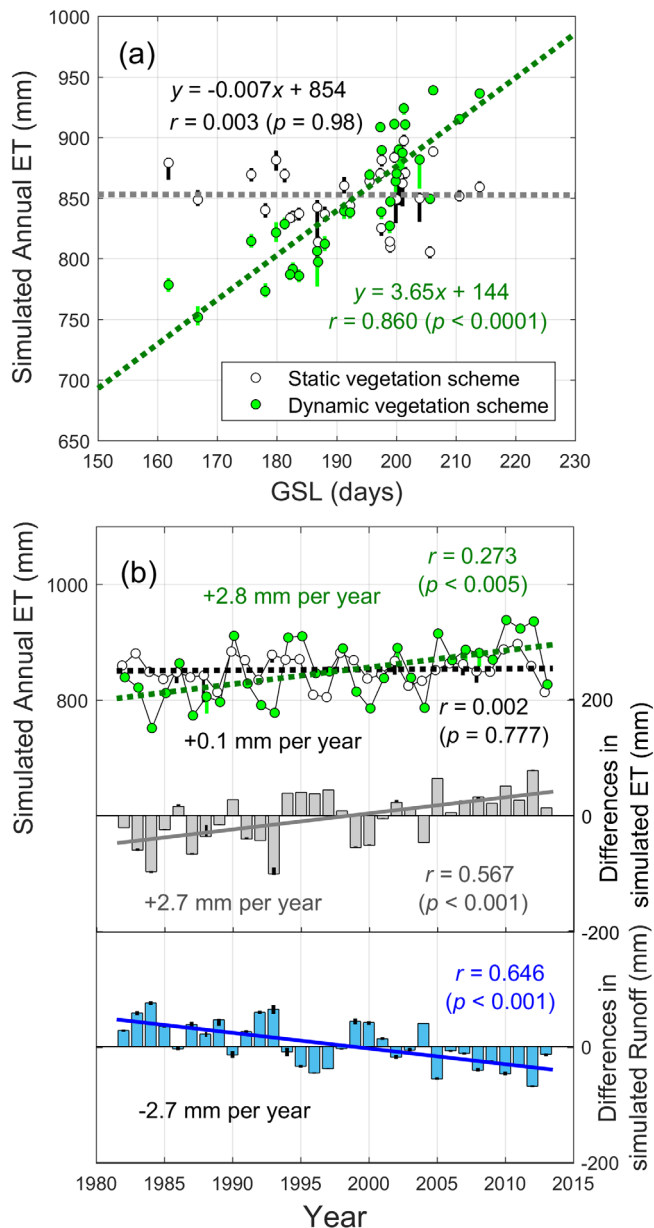 1000
950
900
850
800
750
700
650
Simulated Annual ET (mm)
(a)
y = -0.007x + 854
r = 0.003 (p = 0.98)
y = 3.65x + 144
r = 0.860 (p < 0.0001)
Static vegetation scheme
Dynamic vegetation scheme
150 160 170 180 190 200 210 220 230
GSL (days)
Simulated Annual ET (mm)
1000
800
(b)
r = 0.273
(p < 0.005)
+2.8 mm per year
r = 0.002
(p = 0.777)
+0.1 mm per year
200
0
-200
Differences in
simulated ET (mm)
r = 0.567
(p < 0.001)
+2.7 mm per year
r = 0.646
(p < 0.001)
-2.7 mm per year
0
-200
Differences in
simulated Runoff (mm)
1980 1985 1990 1995 2000 2005 2010 2015
Year